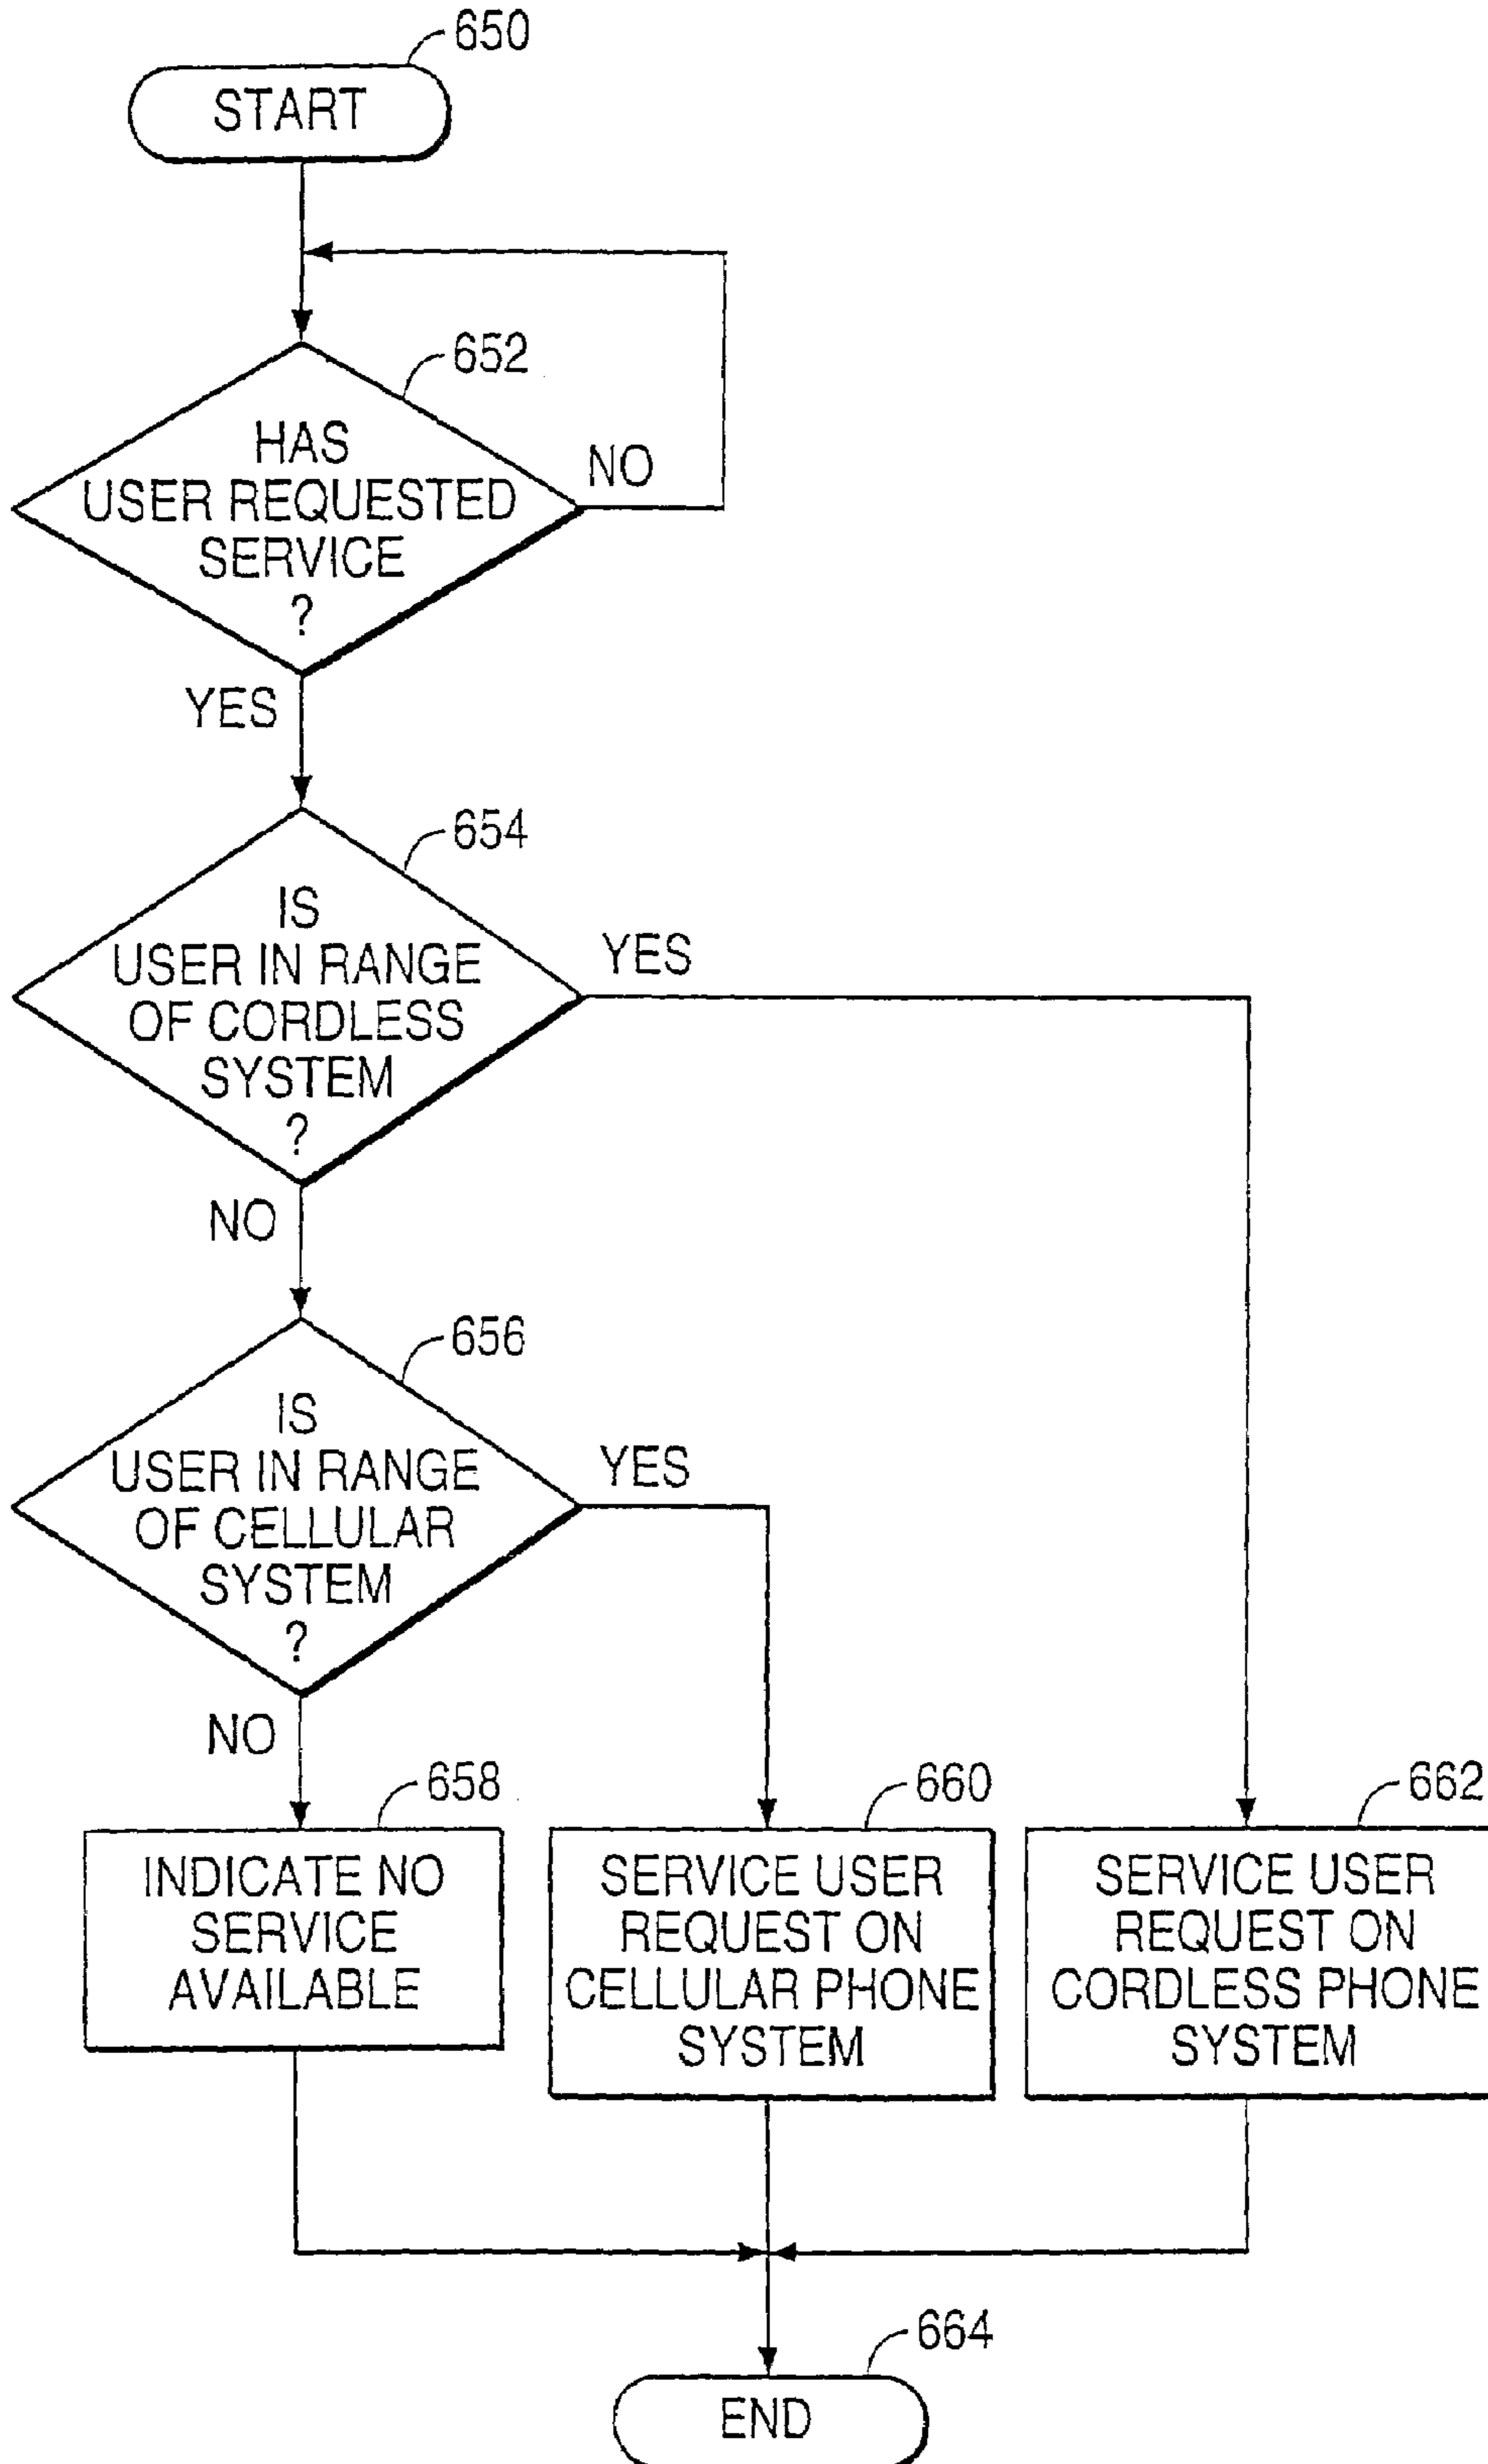 650
START
652
HAS
USER REQUESTED
SERVICE
?
NO
YES
654
IS
USER IN RANGE
OF CORDLESS
SYSTEM
?
YES
NO
656
IS
USER IN RANGE
OF CELLULAR
SYSTEM
?
YES
NO
658
INDICATE NO
SERVICE
AVAILABLE
660
SERVICE USER
REQUEST ON
CELLULAR PHONE
SYSTEM
662
SERVICE USER
REQUEST ON
CORDLESS PHONE
SYSTEM
664
END